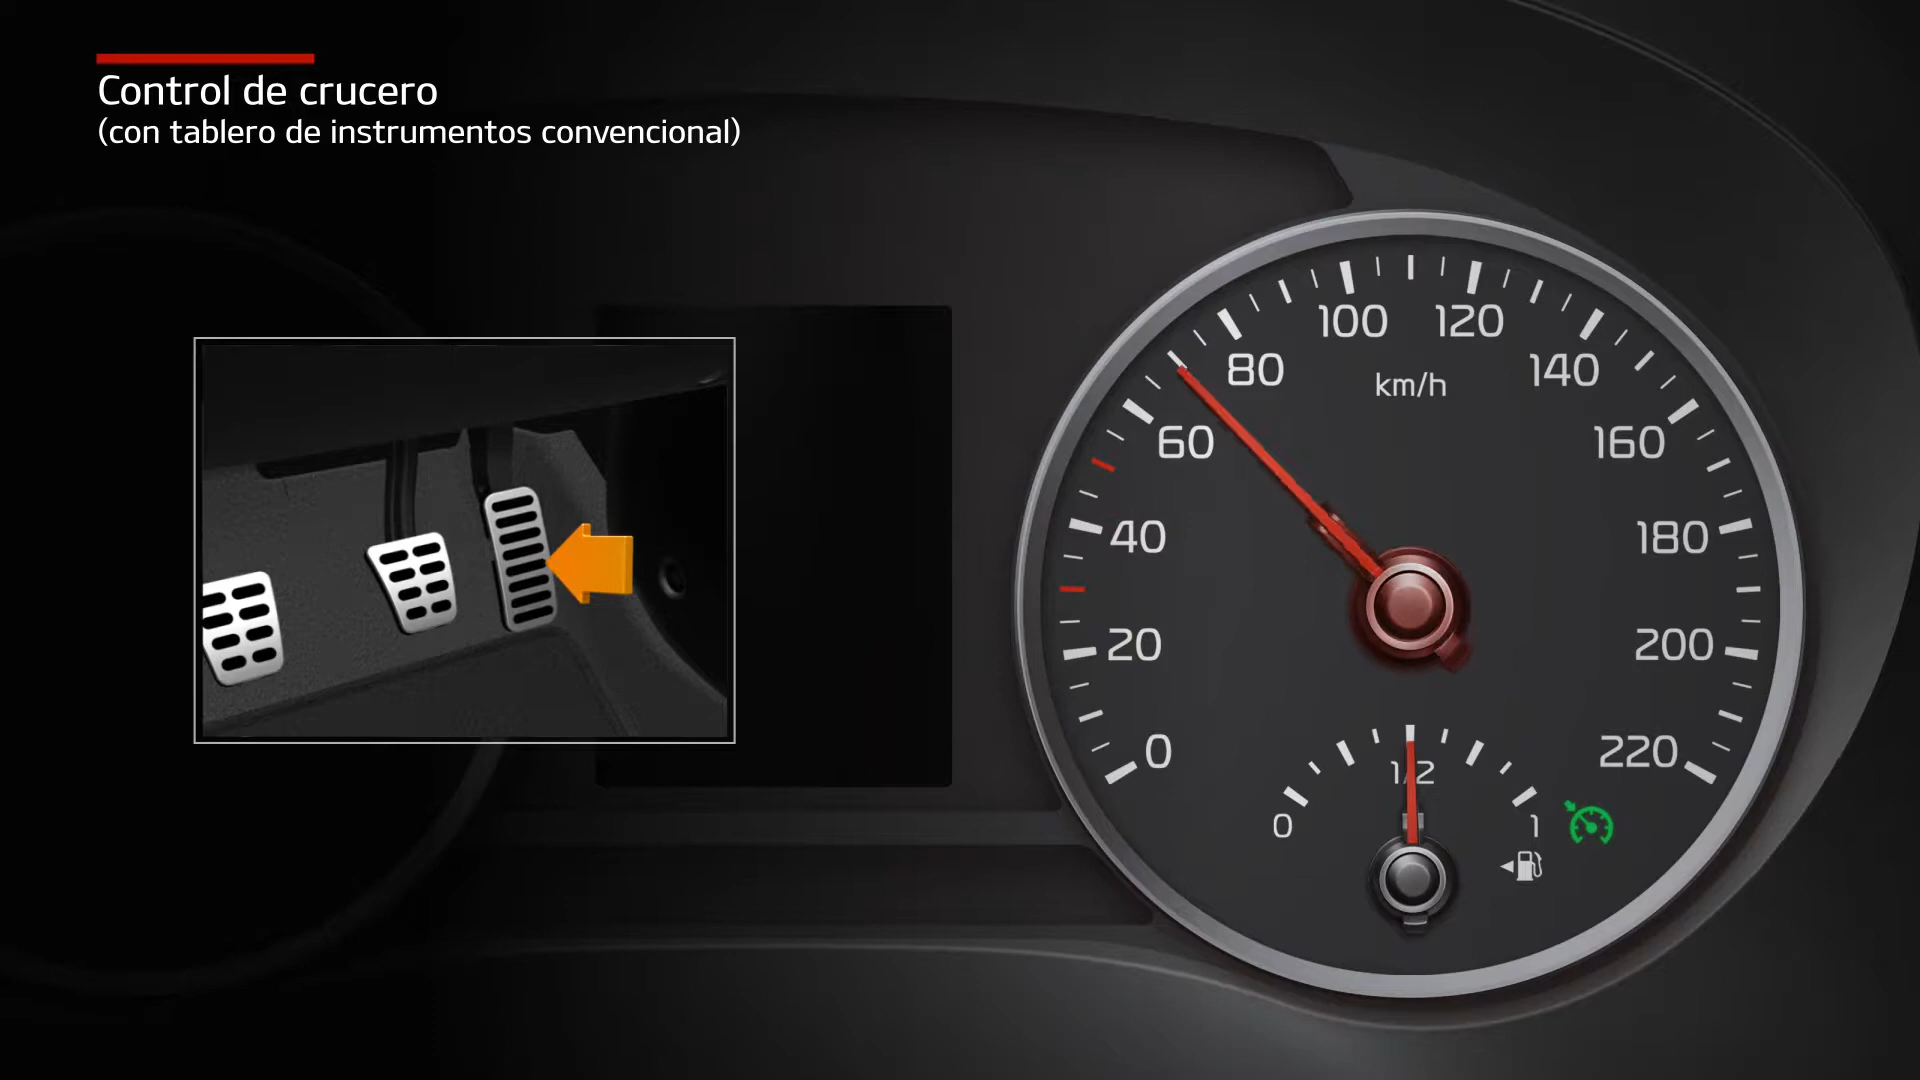 Control de crucero
(con tablero de instrumentos convencional)
100 120
80 140
km/h
60 160
40 180
20 200
0 220
1/2
0 1